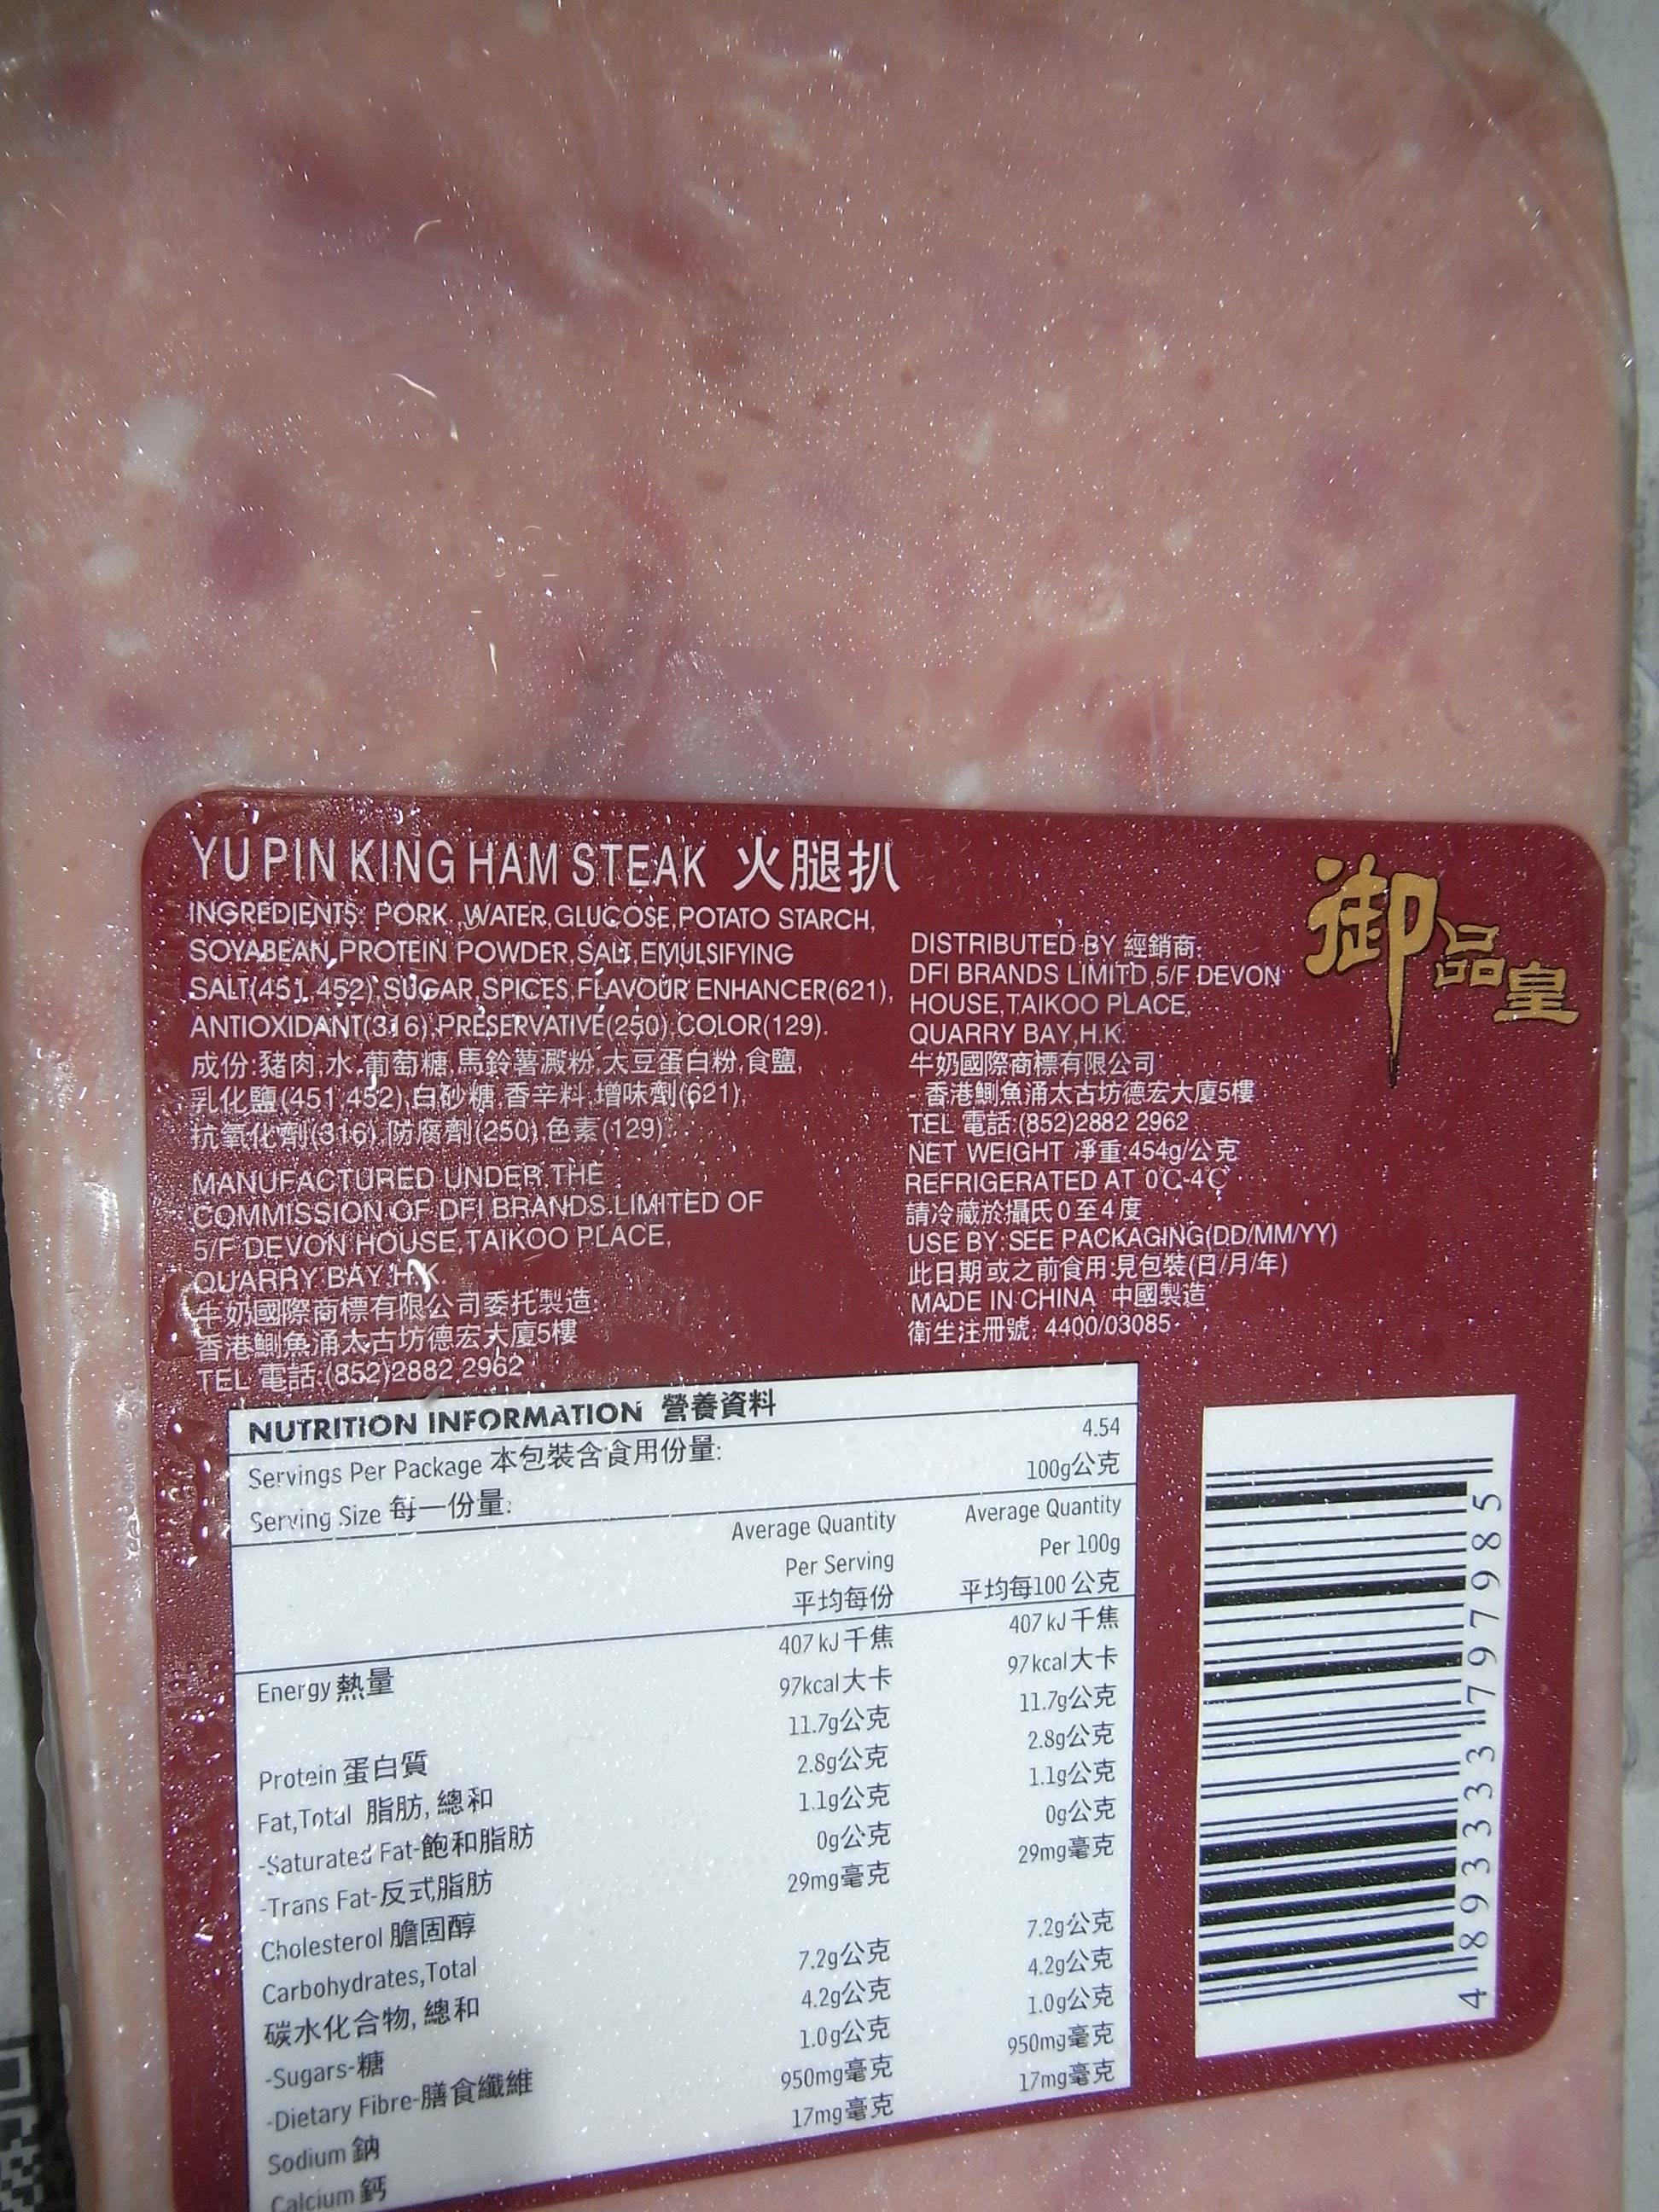 YU PIN KING HAM STEAK 火腿扒
INGREDIENTS: PORK ,WATER,GLUCOSE,POTATO STARCH,
SOYABEAN PROTEIN POWDER,SALT,EMULSIFYING
SALT(451,452),SUGAR,SPICES,FLAVOUR ENHANCER(621),
ANTIOXIDANT(316),PRESERVATIVE(250),COLOR(129).
成份:豬肉,水,葡萄糖,馬鈴薯澱粉,大豆蛋白粉,食鹽,
乳化鹽(451,452),白砂糖,香辛料,增味劑(621),
抗氧化劑(316),防腐劑(250),色素(129).
MANUFACTURED UNDER THE
COMMISSION OF DFI BRANDS LIMITED OF
5/F DEVON HOUSE,TAIKOO PLACE,
QUARRY BAY,H.K.
牛奶國際商標有限公司委托製造:
香港鰂魚涌太古坊德宏大廈5樓
TEL 電話:(852)2882 2962
DISTRIBUTED BY 經銷商:
DFI BRANDS LIMITD,5/F DEVON
HOUSE,TAIKOO PLACE,
QUARRY BAY,H.K.
牛奶國際商標有限公司
香港鰂魚涌太古坊德宏大廈5樓
TEL 電話:(852)2882 2962
NET WEIGHT 凈重:454g/公克
REFRIGERATED AT 0℃-4℃
請冷藏於攝氏0至4度
USE BY:SEE PACKAGING(DD/MM/YY)
此日期或之前食用:見包裝(日/月/年)
MADE IN CHINA 中國製造
衛生注冊號: 4400/03085
御品皇
NUTRITION INFORMATION 營養資料
Servings Per Package 本包裝含食用份量: 4.54
Serving Size 每一份量: 100g公克
Average Quantity Average Quantity
Per Serving Per 100g
平均每份 平均每100 公克
Energy 熱量 407 kJ 千焦 407 kJ 千焦
97kcal 大卡 97kcal 大卡
Protein 蛋白質 11.7g公克 11.7g公克
Fat,Total 脂肪, 總和 2.8g公克 2.8g公克
-Saturated Fat-飽和脂肪 1.1g公克 1.1g公克
-Trans Fat-反式脂肪 0g公克 0g公克
Cholesterol 膽固醇 29mg毫克 29mg毫克
Carbohydrates,Total
碳水化合物, 總和 7.2g公克 7.2g公克
-Sugars-糖 4.2g公克 4.2g公克
-Dietary Fibre-膳食纖維 1.0g公克 1.0g公克
Sodium 鈉 950mg毫克 950mg毫克
Calcium 鈣 17mg毫克 17mg毫克
4 893333 797985